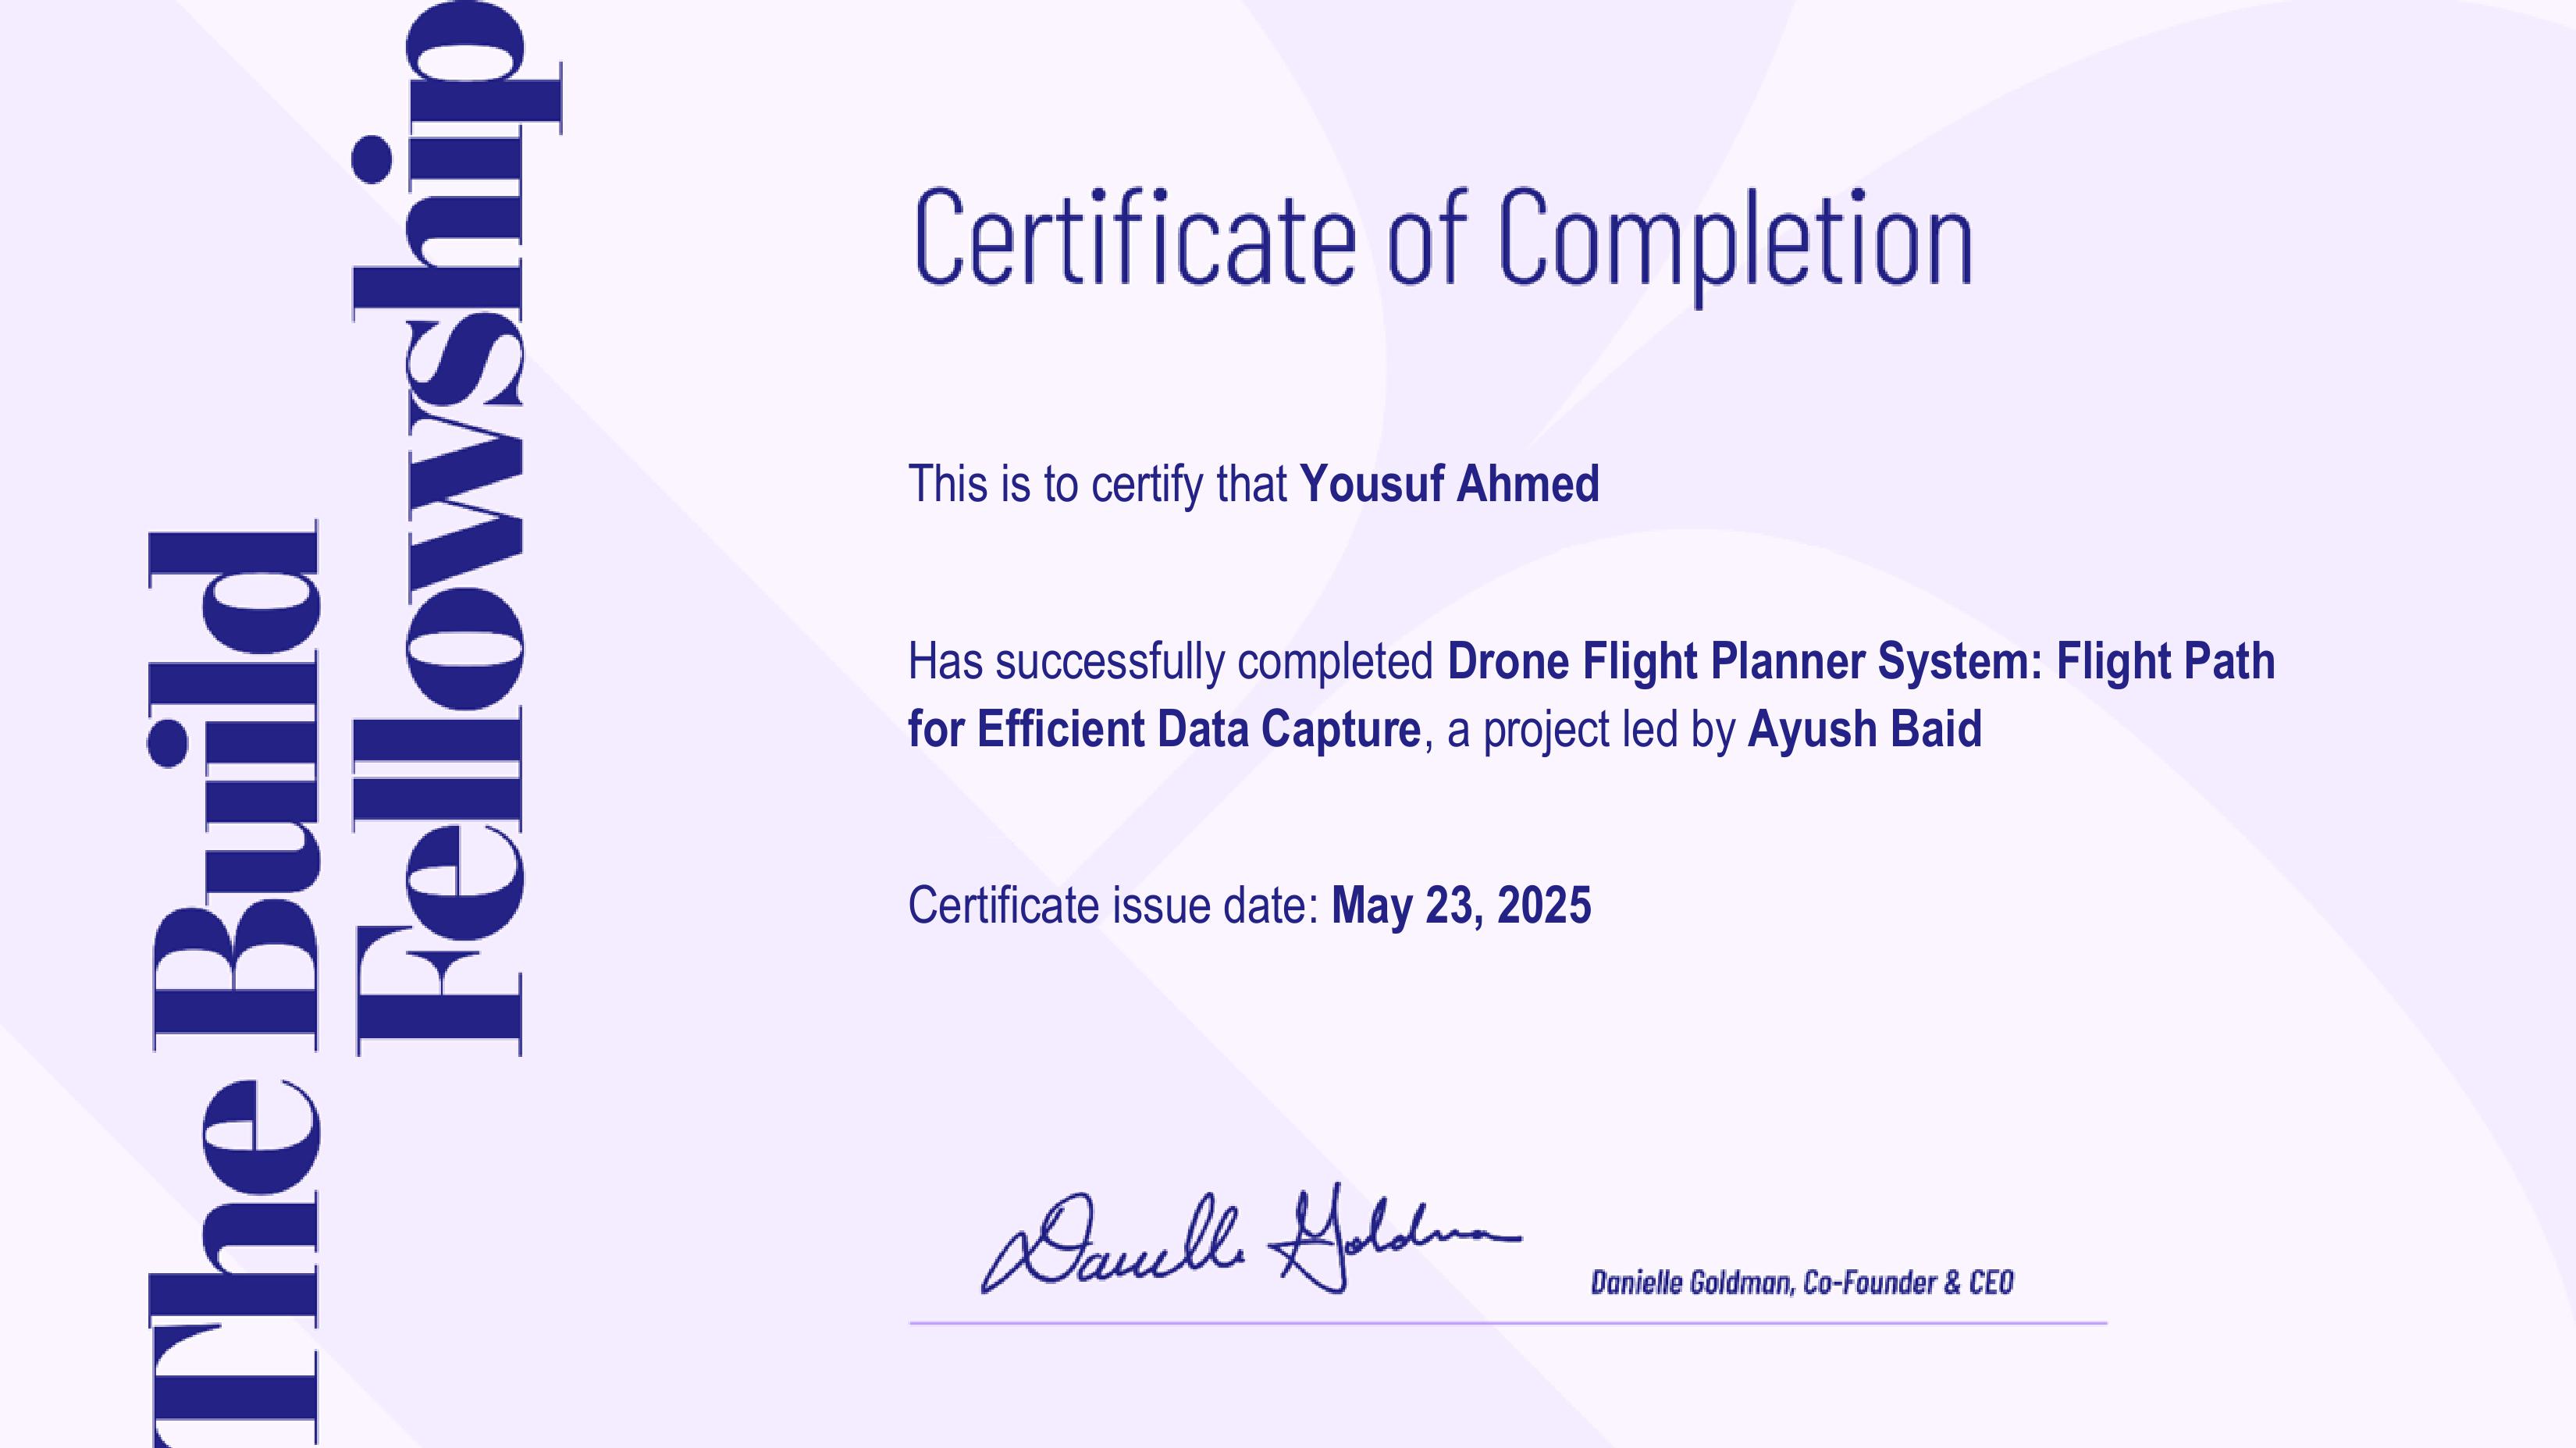 The Build
Fellowship
Certificate of Completion
This is to certify that Yousuf Ahmed
Has successfully completed Drone Flight Planner System: Flight Path
for Efficient Data Capture, a project led by Ayush Baid
Certificate issue date: May 23, 2025
Danielle Goldman
Danielle Goldman, Co-Founder & CEO